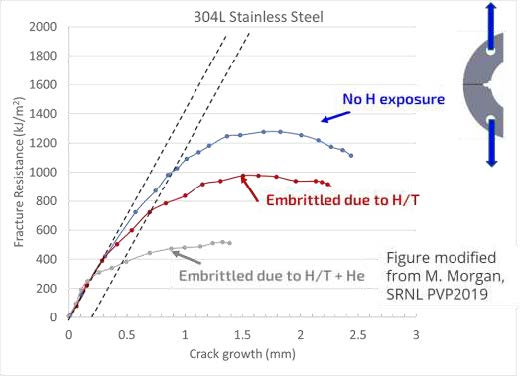 304L Stainless Steel
Fracture Resistance (kJ/m²)
2000
1800
1600
1400
1200
1000
800
600
400
200
0
No H exposure
Embrittled due to H/T
Embrittled due to H/T + He
Figure modified
from M. Morgan,
SRNL PVP2019
0
0.5
1
1.5
2
2.5
3
Crack growth (mm)